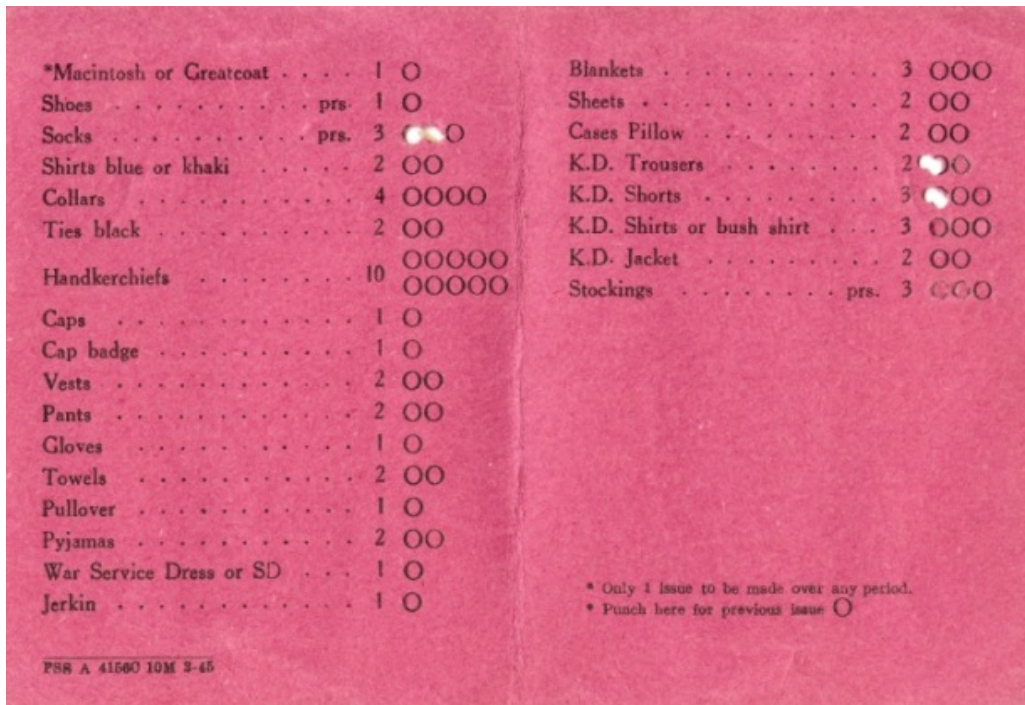 *Macintosh or Greatcoat . . . . 1 O
Shoes . . . . . . . . . . prs. 1 O
Socks . . . . . . . . . . prs. 3 O
Shirts blue or khaki . . . . . 2 OO
Collars . . . . . . . . . . . 4 OOOO
Ties black . . . . . . . . . 2 OO
Handkerchiefs . . . . . . . . 10 OOOOO OOOOO
Caps . . . . . . . . . . . 1 O
Cap badge . . . . . . . . . . 1 O
Vests . . . . . . . . . . . 2 OO
Pants . . . . . . . . . . . 2 OO
Gloves . . . . . . . . . . 1 O
Towels . . . . . . . . . . 2 OO
Pullover . . . . . . . . . . 1 O
Pyjamas . . . . . . . . . . 2 OO
War Service Dress or SD . . . 1 O
Jerkin . . . . . . . . . . . 1 O
PSS A 41560 10M 3-45
Blankets . . . . . . . . . . 3 OOO
Sheets . . . . . . . . . . . 2 OO
Cases Pillow . . . . . . . . 2 OO
K.D. Trousers . . . . . . . . 2 OO
K.D. Shorts . . . . . . . . . 3 OOO
K.D. Shirts or bush shirt . . . 3 OOO
K.D. Jacket . . . . . . . . . 2 OO
Stockings . . . . . . . . prs. 3 OOO
* Only 1 issue to be made over any period.
* Punch here for previous issue O